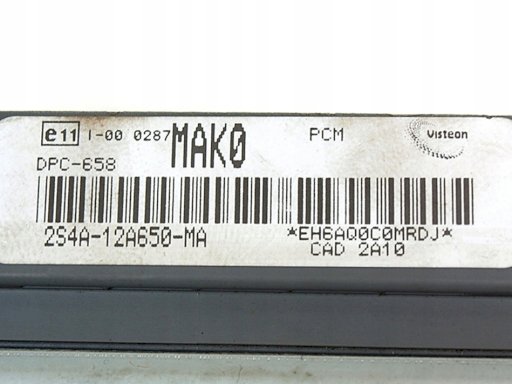 e11 I-00 0287 MAK0 PCM Visteon
DPC-658
2S4A-12A650-MA *EH6AQ0C0MRDJ*
CAD 2A10